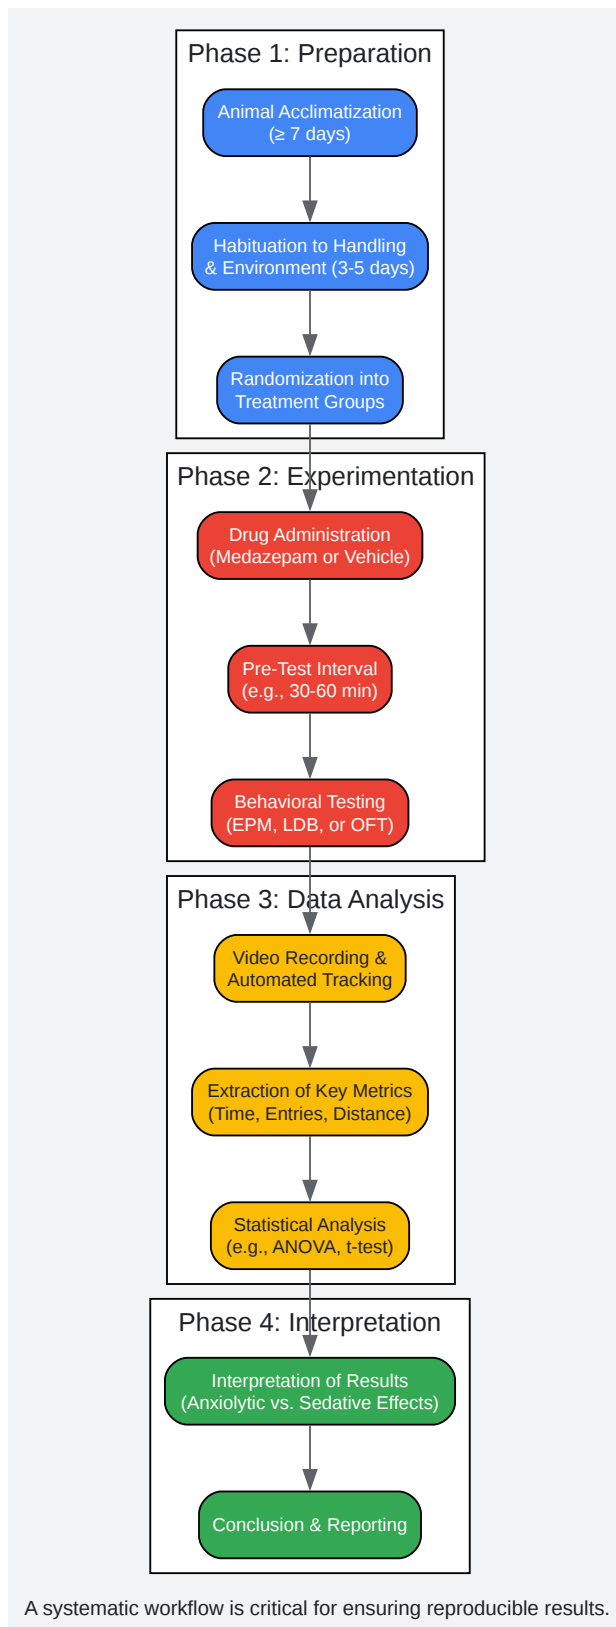 Phase 1: Preparation
Animal Acclimatization
(≥ 7 days)
Habituation to Handling
& Environment (3-5 days)
Randomization into
Treatment Groups
Phase 2: Experimentation
Drug Administration
(Medazepam or Vehicle)
Pre-Test Interval
(e.g., 30-60 min)
Behavioral Testing
(EPM, LDB, or OFT)
Phase 3: Data Analysis
Video Recording &
Automated Tracking
Extraction of Key Metrics
(Time, Entries, Distance)
Statistical Analysis
(e.g., ANOVA, t-test)
Phase 4: Interpretation
Interpretation of Results
(Anxiolytic vs. Sedative Effects)
Conclusion & Reporting
A systematic workflow is critical for ensuring reproducible results.